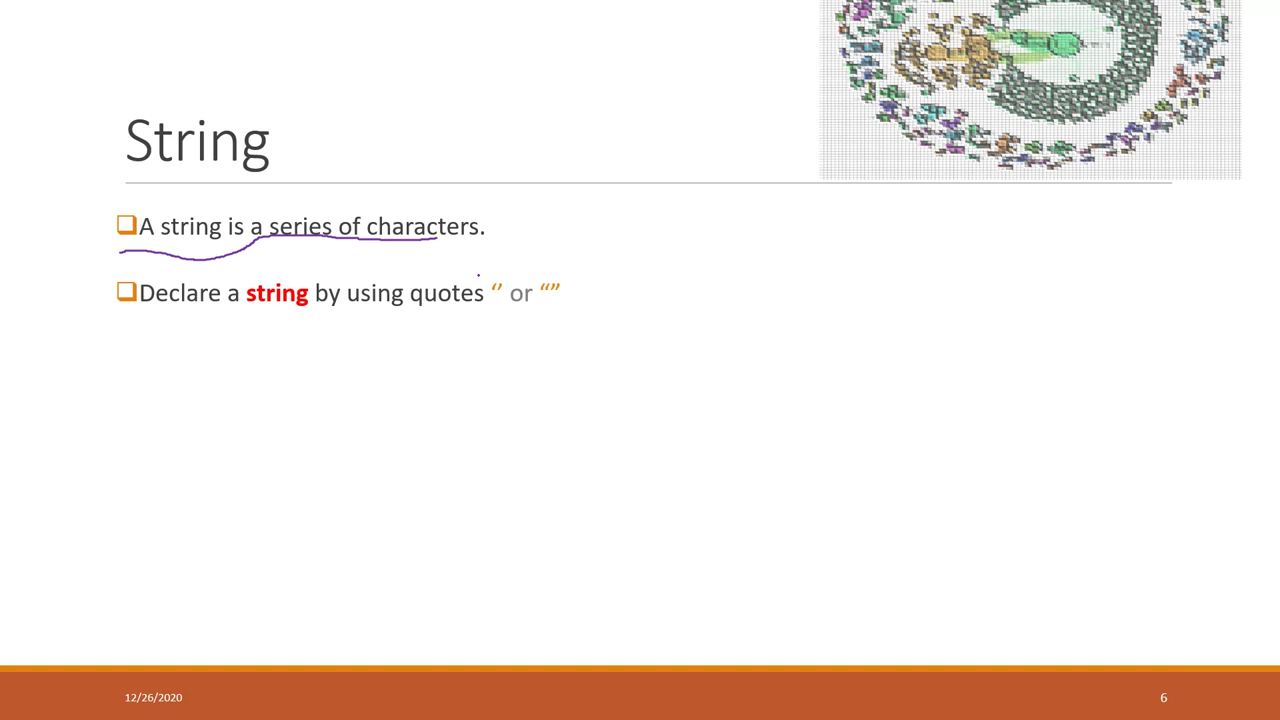 String
A string is a series of characters.
Declare a string by using quotes ‘’ or “”
12/26/2020
6